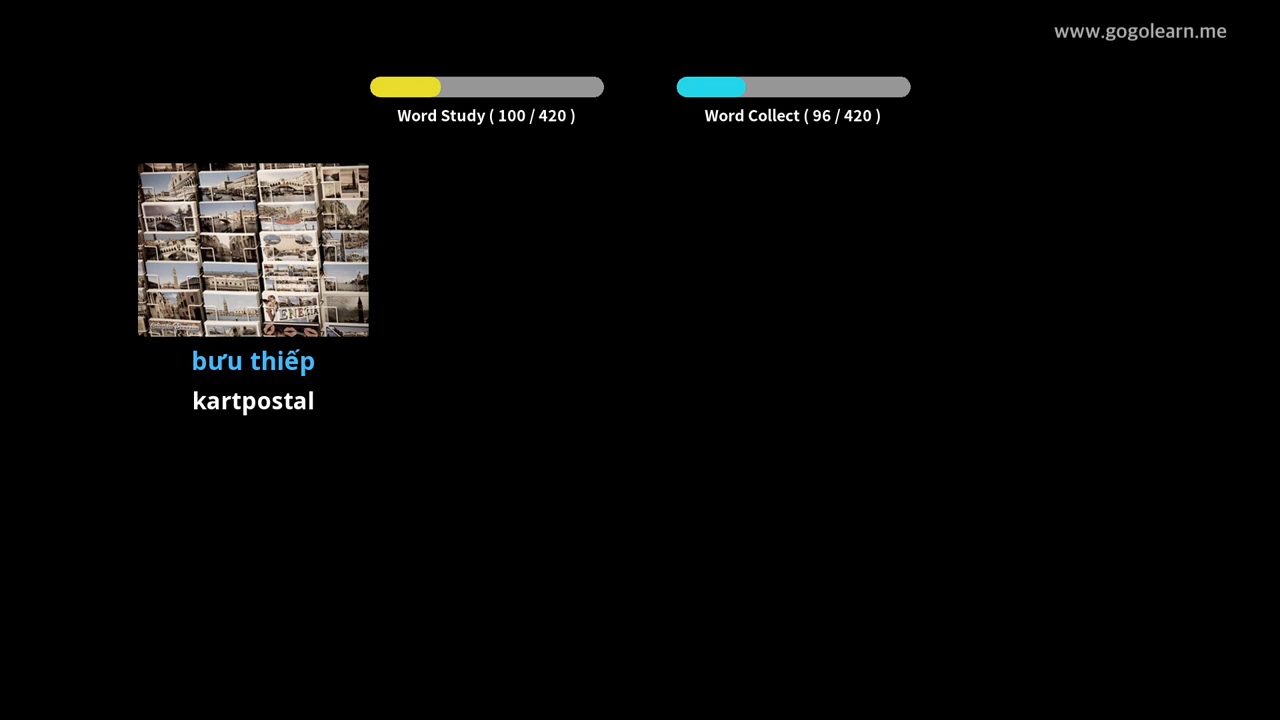 www.gogolearn.me
Word Study ( 100 / 420 )
Word Collect ( 96 / 420 )
bưu thiếp
kartpostal